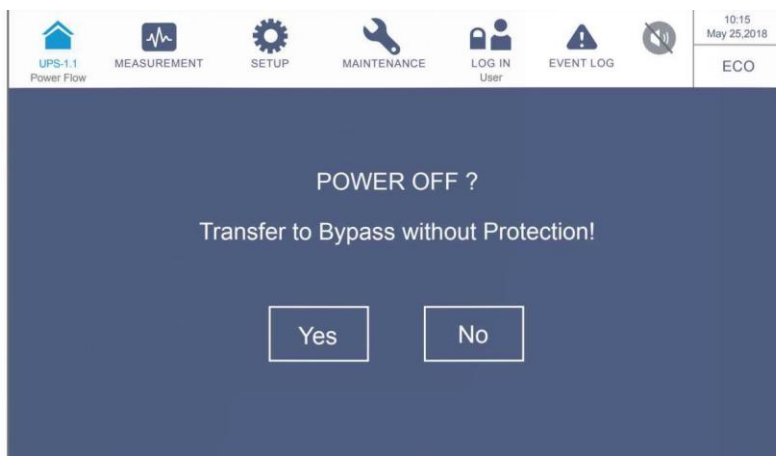 UPS-1.1
Power Flow
MEASUREMENT
SETUP
MAINTENANCE
LOG IN
User
EVENT LOG
10:15
May 25,2018
ECO
POWER OFF ?
Transfer to Bypass without Protection!
Yes
No